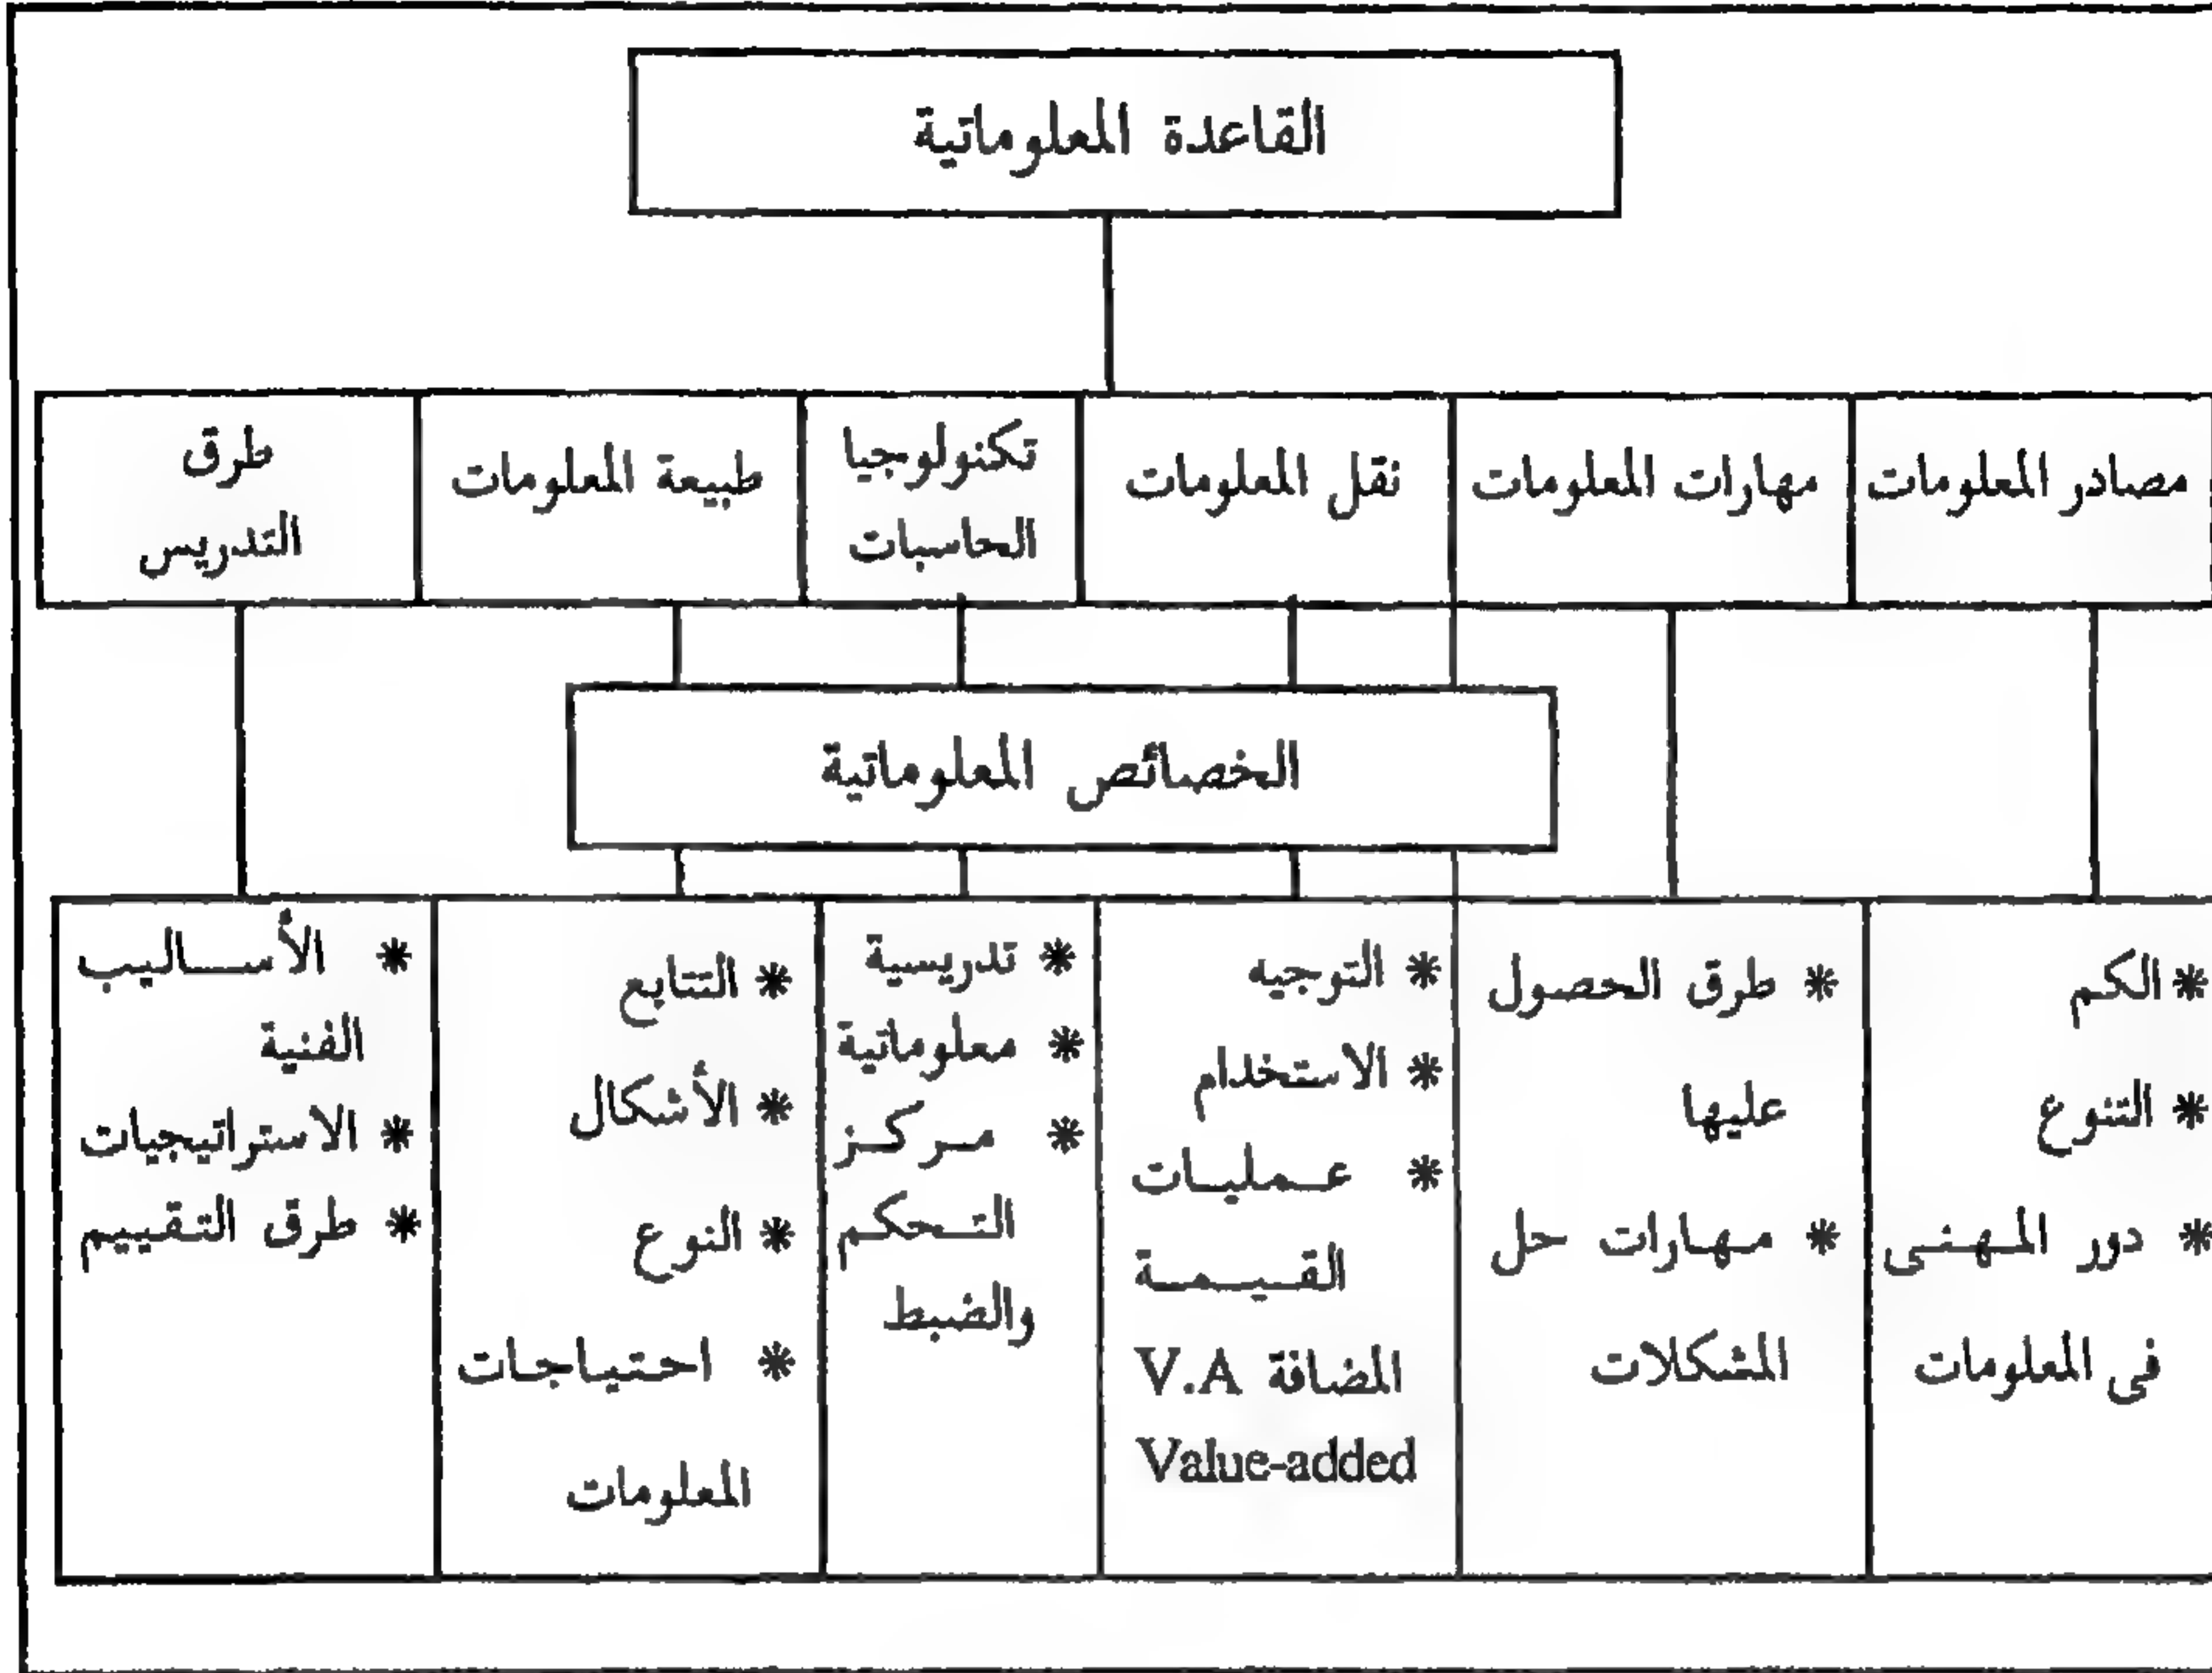 القاعدة المعلوماتية
مصادر المعلومات
مهارات المعلومات
نقل المعلومات
تكنولوجيا
الحاسبات
طبيعة المعلومات
طرق
التدريس
الخصائص المعلوماتية
* الكم
* التنوع
* دور المهنى
فى المعلومات
* طرق الحصول
عليها
* مهارات حل
المشكلات
* التوجيه
* الاستخدام
* عمليات
القيمة
المضافة V.A
Value-added
* تدريسية
* معلوماتية
* مركز
التحكم
والضبط
* التتابع
* الأشكال
* النوع
* احتياجات
المعلومات
* الأساليب
الفنية
* الاستراتيجيات
* طرق التقييم